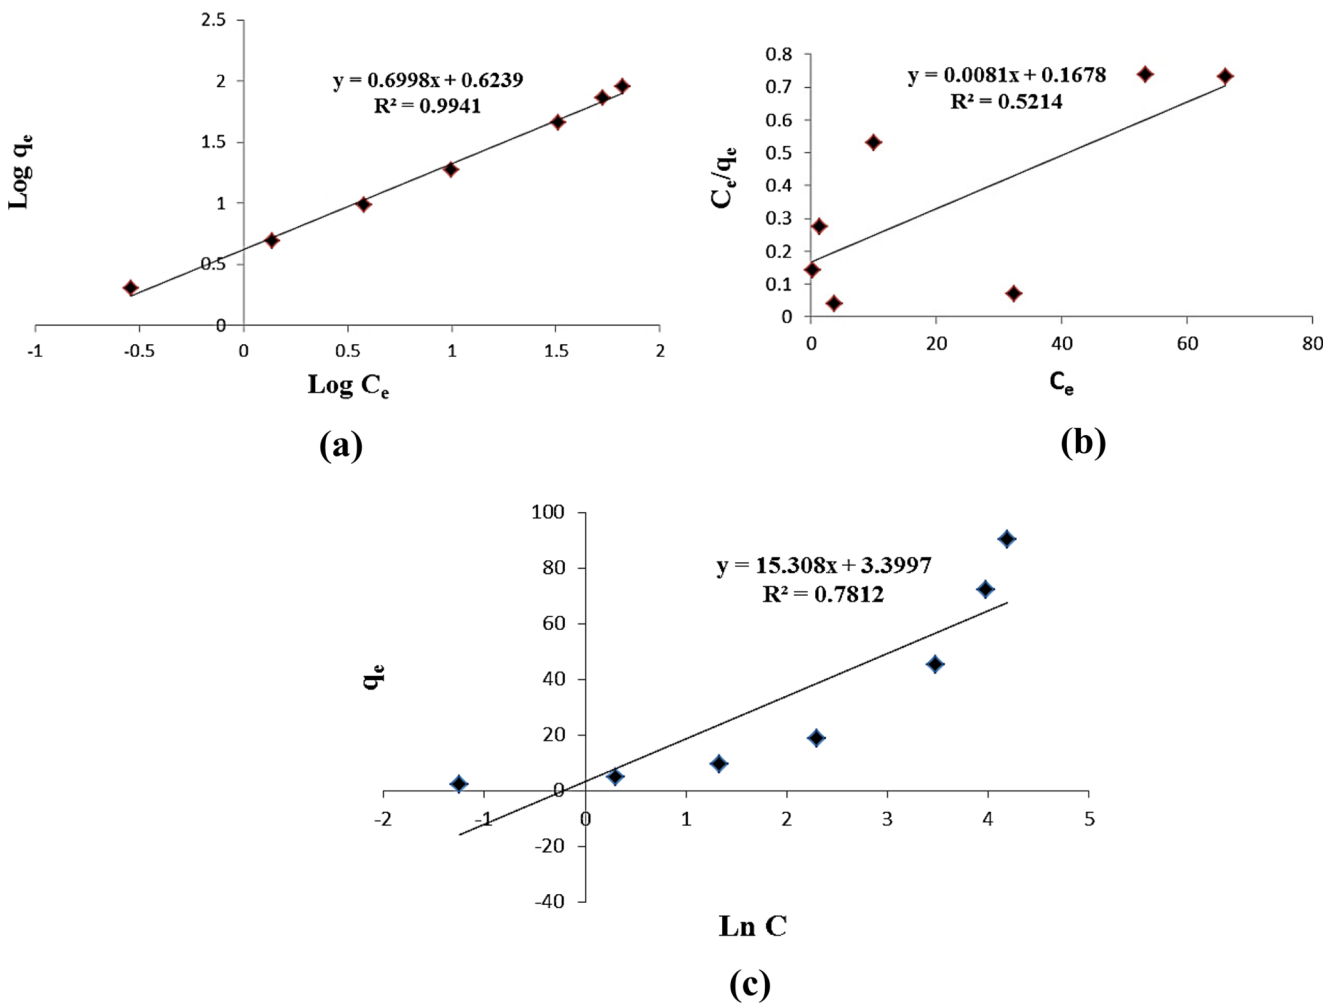 2.5
2
1.5
1
0.5
0
-1
-0.5
0
0.5
1
1.5
2
y = 0.6998x + 0.6239
R² = 0.9941
Log qe
Log Ce
(a)
0.8
0.7
0.6
0.5
0.4
0.3
0.2
0.1
0
0
20
40
60
80
y = 0.0081x + 0.1678
R² = 0.5214
Ce/qe
Ce
(b)
100
80
60
40
20
0
-20
-40
-2
-1
0
1
2
3
4
5
y = 15.308x + 3.3997
R² = 0.7812
qe
Ln C
(c)